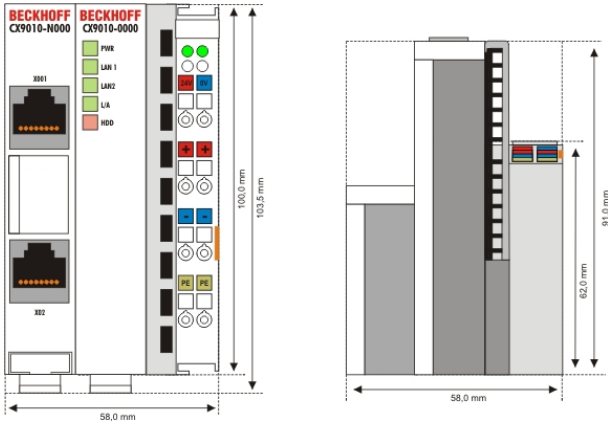 BECKHOFF
CX9010-N000
BECKHOFF
CX9010-0000
PWR
LAN 1
LAN2
L/A
HDD
X001
X02
24V
0V
+
+
-
-
PE
PE
100,0 mm
103,5 mm
58,0 mm
62,0 mm
91,0 mm
58,0 mm